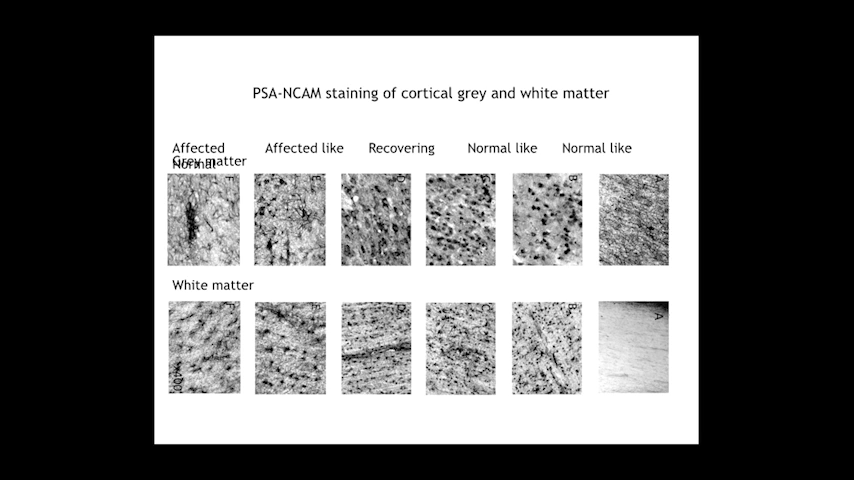 PSA-NCAM staining of cortical grey and white matter
Affected Affected like Recovering Normal like Normal like
Normal
Grey matter
F E D C B A
White matter
F E D C B A
x400